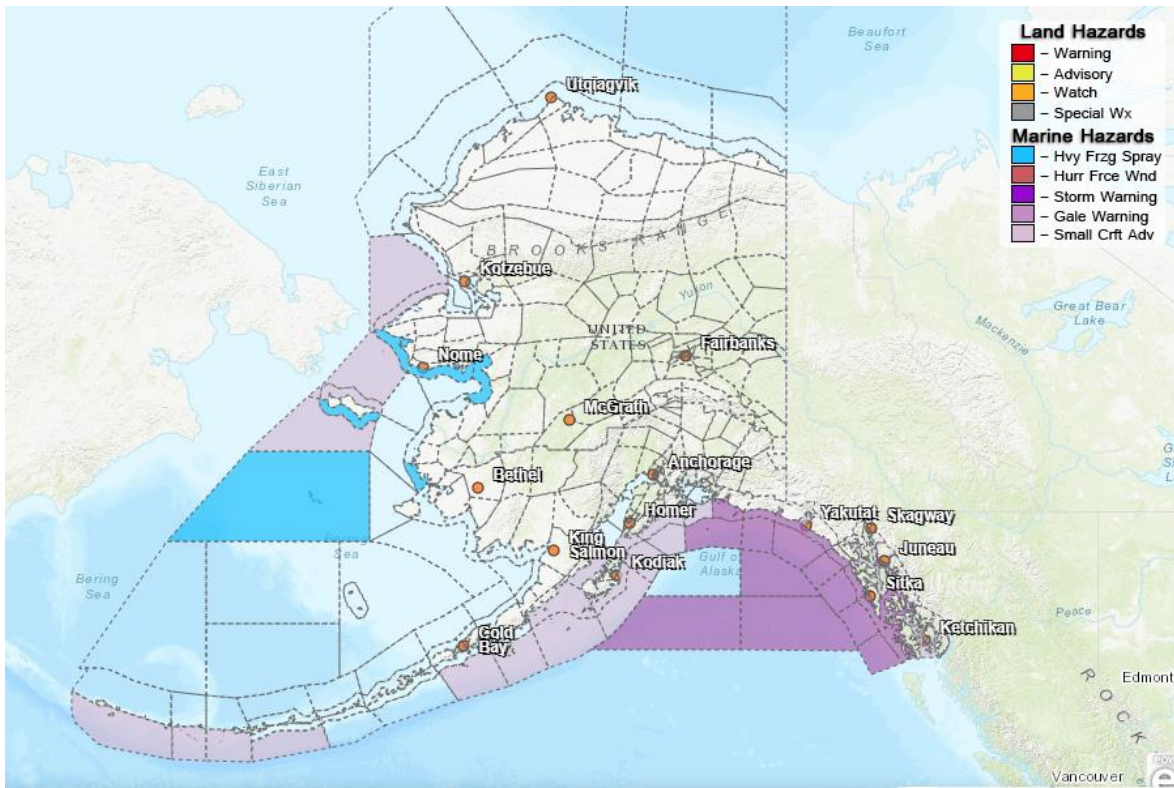 Beaufort
Sea
Land Hazards
– Warning
– Advisory
– Watch
– Special Wx
Marine Hazards
– Hvy Frzg Spray
– Hurr Frce Wnd
– Storm Warning
– Gale Warning
– Small Crft Adv
Utqiagvik
East
Siberian
Sea
BROOKS RANGE
Kotzebue
Yukon
Great Bear
Lake
Mackenzie
UNITED
STATES
Nome
Fairbanks
McGrath
Anchorage
Bethel
Homer
Yakutat
Skagway
King
Salmon
Kodiak
Gulf of
Alaska
Juneau
Sea
Bering
Sea
Sitka
Peace
Cold
Bay
Ketchikan
Edmont
ROCK
Vancouver
POW
e